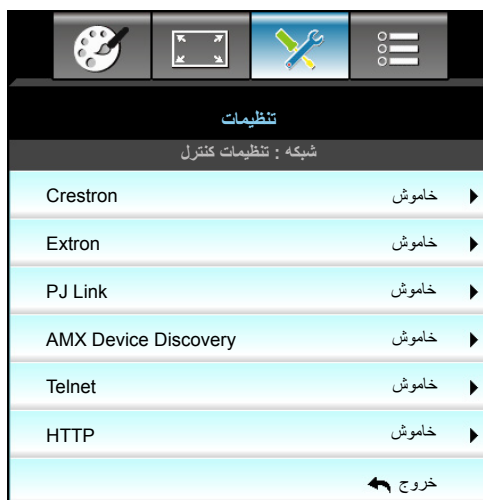 تنظیمات
شبکه : تنظیمات کنترل
Crestron خاموش
Extron خاموش
PJ Link خاموش
AMX Device Discovery خاموش
Telnet خاموش
HTTP خاموش
خروج